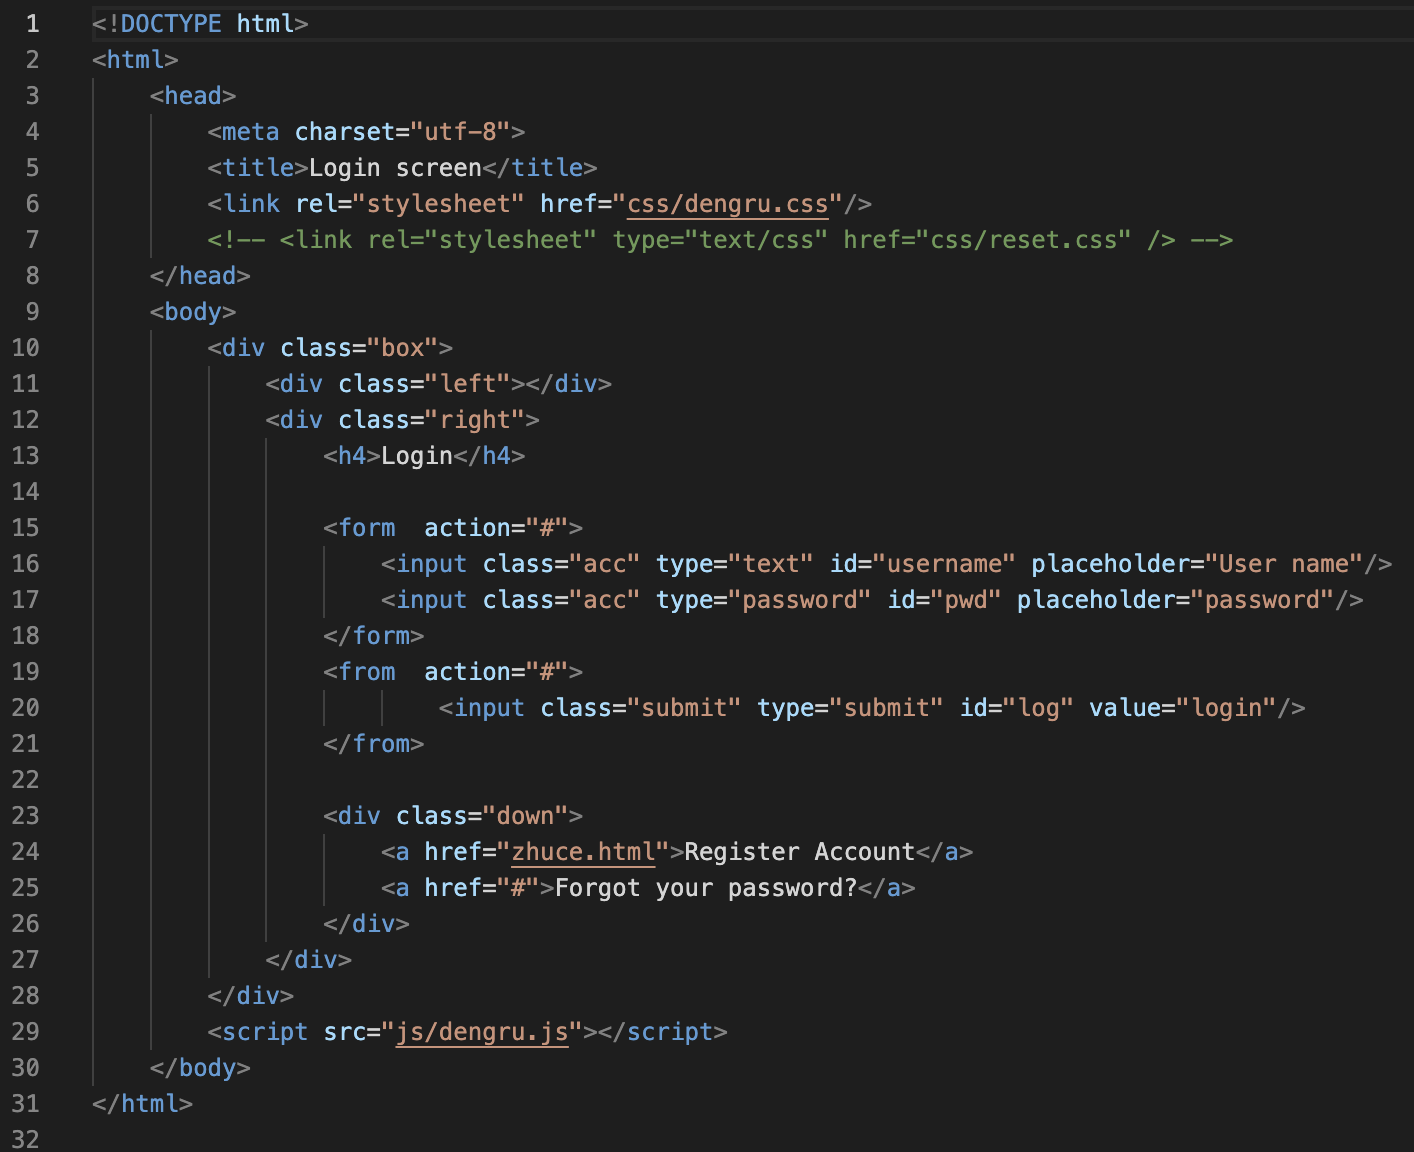 1 <!DOCTYPE html>
2 <html>
3     <head>
4         <meta charset="utf-8">
5         <title>Login screen</title>
6         <link rel="stylesheet" href="css/dengru.css"/>
7         <!-- <link rel="stylesheet" type="text/css" href="css/reset.css" /> -->
8     </head>
9     <body>
10         <div class="box">
11             <div class="left"></div>
12             <div class="right">
13                 <h4>Login</h4>
14
15                 <form  action="#">
16                     <input class="acc" type="text" id="username" placeholder="User name"/>
17                     <input class="acc" type="password" id="pwd" placeholder="password"/>
18                 </form>
19                 <from  action="#">
20                         <input class="submit" type="submit" id="log" value="login"/>
21                 </from>
22
23                 <div class="down">
24                     <a href="zhuce.html">Register Account</a>
25                     <a href="#">Forgot your password?</a>
26                 </div>
27             </div>
28         </div>
29         <script src="js/dengru.js"></script>
30     </body>
31 </html>
32